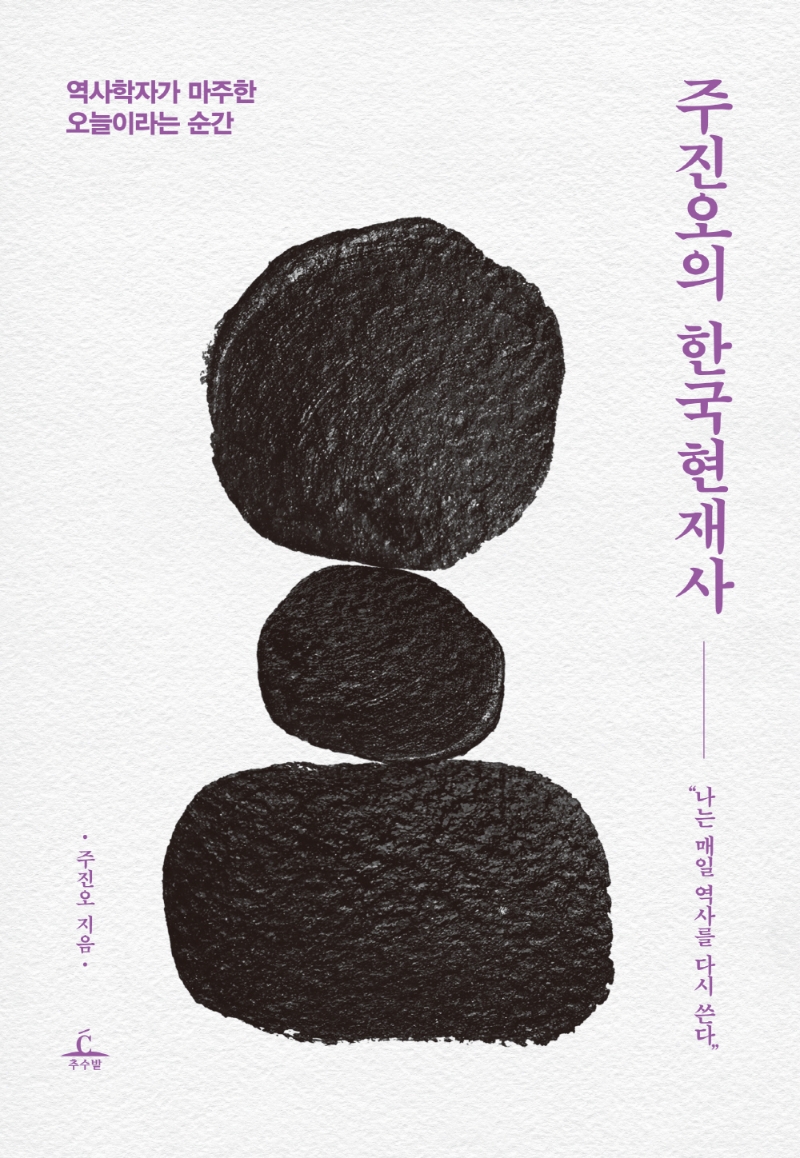 역사학자가 마주한
오늘이라는 순간
주진오의 한국현재사
“나는 매일 역사를 다시 쓴다”
· 주진오 지음 ·
Ć
추수밭